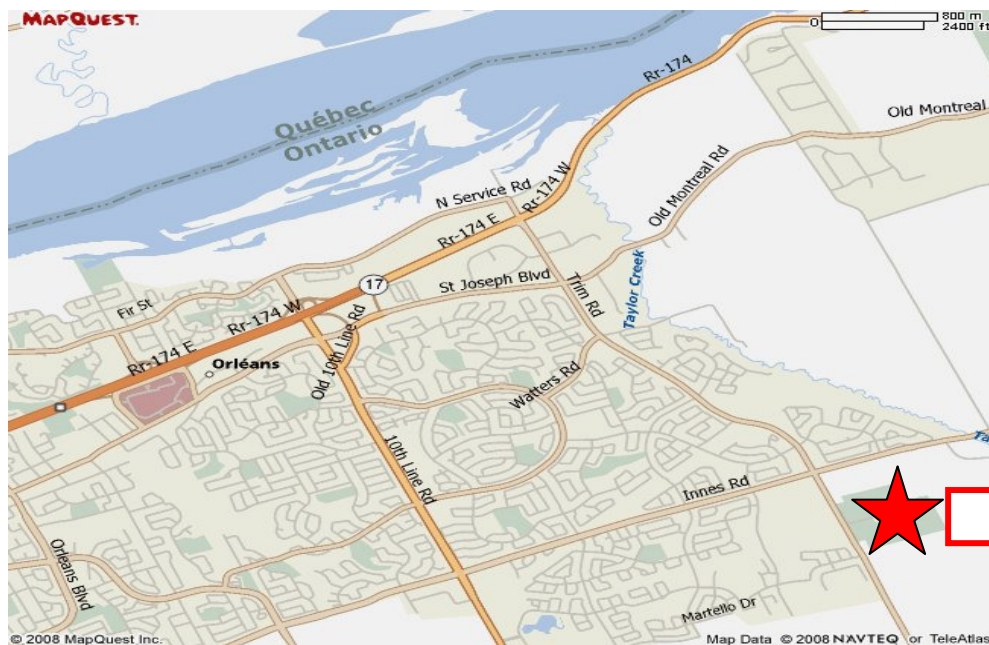 MAPQUEST.
0
800 m
2400 ft
Rr-174
Old Montreal
Québec
Ontario
Old Montreal Rd
N Service Rd
Rr-174 W
Rr-174 E
17
St Joseph Blvd
Trim Rd
Taylor Creek
Fir St
Rr-174 W
Rr-174 E
Orléans
Old 10th Line Rd
Watters Rd
10th Line Rd
Ta
Innes Rd
Orleans Blvd
Martello Dr
© 2008 MapQuest Inc.
Map Data © 2008 NAVTEQ or TeleAtlas